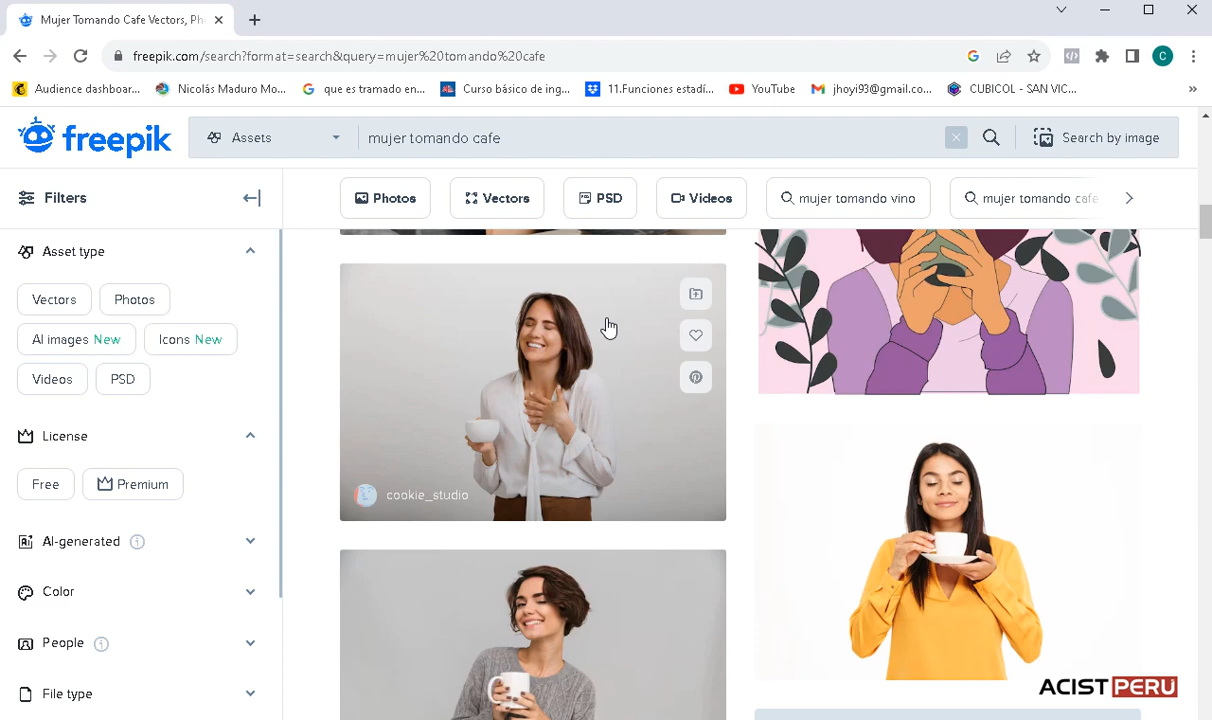 Mujer Tomando Cafe Vectors, Ph
freepik.com/search?format=search&query=mujer%20tomando%20cafe
C
Audience dashboar...
Nicolás Maduro Mo...
que es tramado en...
Curso básico de ing...
11.Funciones estadí...
YouTube
jhoyi93@gmail.co...
CUBICOL - SAN VIC...
»
freepik
Assets
mujer tomando cafe
Search by image
Filters
Photos
Vectors
PSD
Videos
mujer tomando vino
mujer tomando cafe
Asset type
Vectors
Photos
AI images New
Icons New
Videos
PSD
License
Free
Premium
AI-generated
Color
People
File type
cookie_studio
ACISTPERU